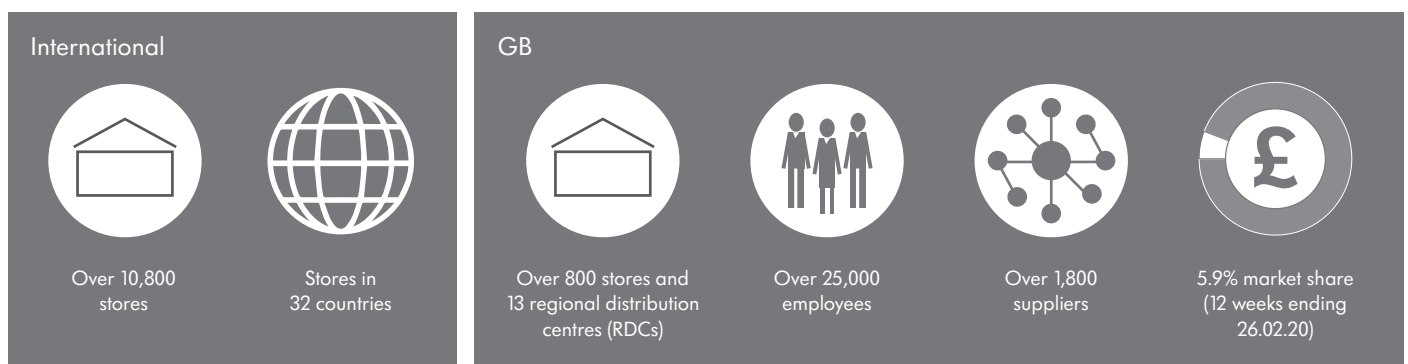 International
Over 10,800
stores
Stores in
32 countries
GB
Over 800 stores and
13 regional distribution
centres (RDCs)
Over 25,000
employees
Over 1,800
suppliers
£
5.9% market share
(12 weeks ending
26.02.20)